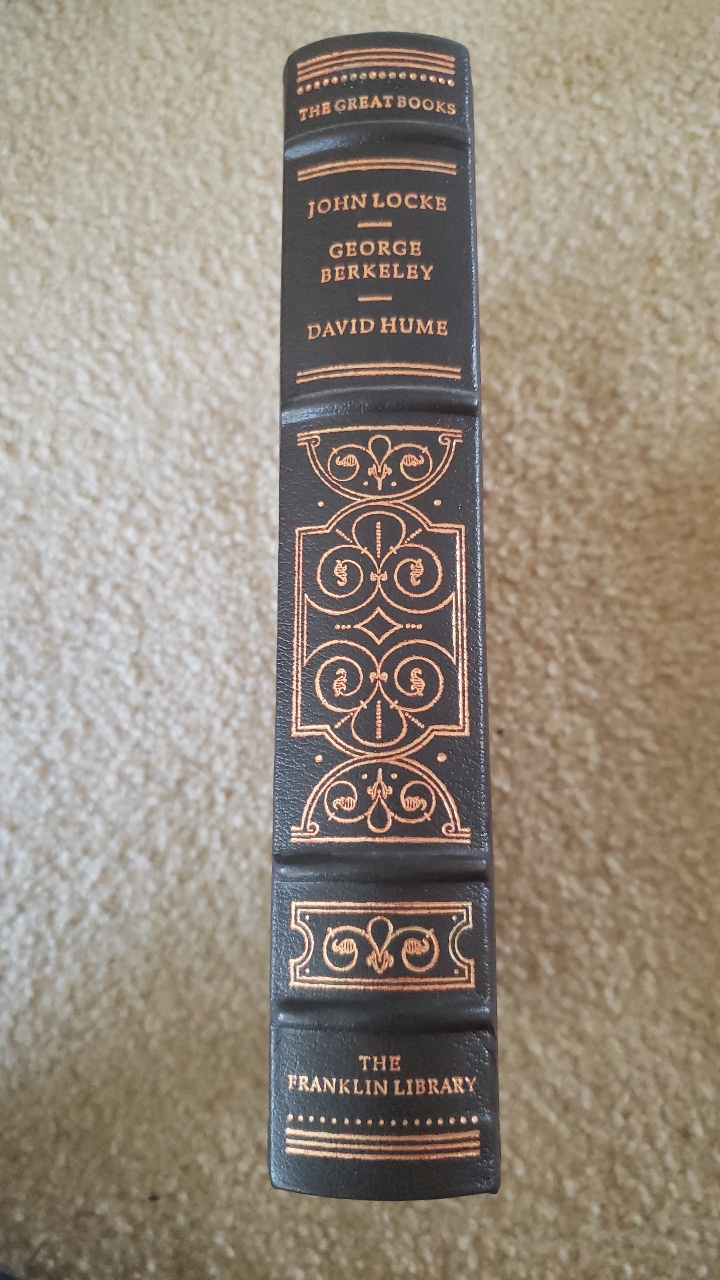 THE GREAT BOOKS
JOHN LOCKE
GEORGE
BERKELEY
DAVID HUME
THE
FRANKLIN LIBRARY